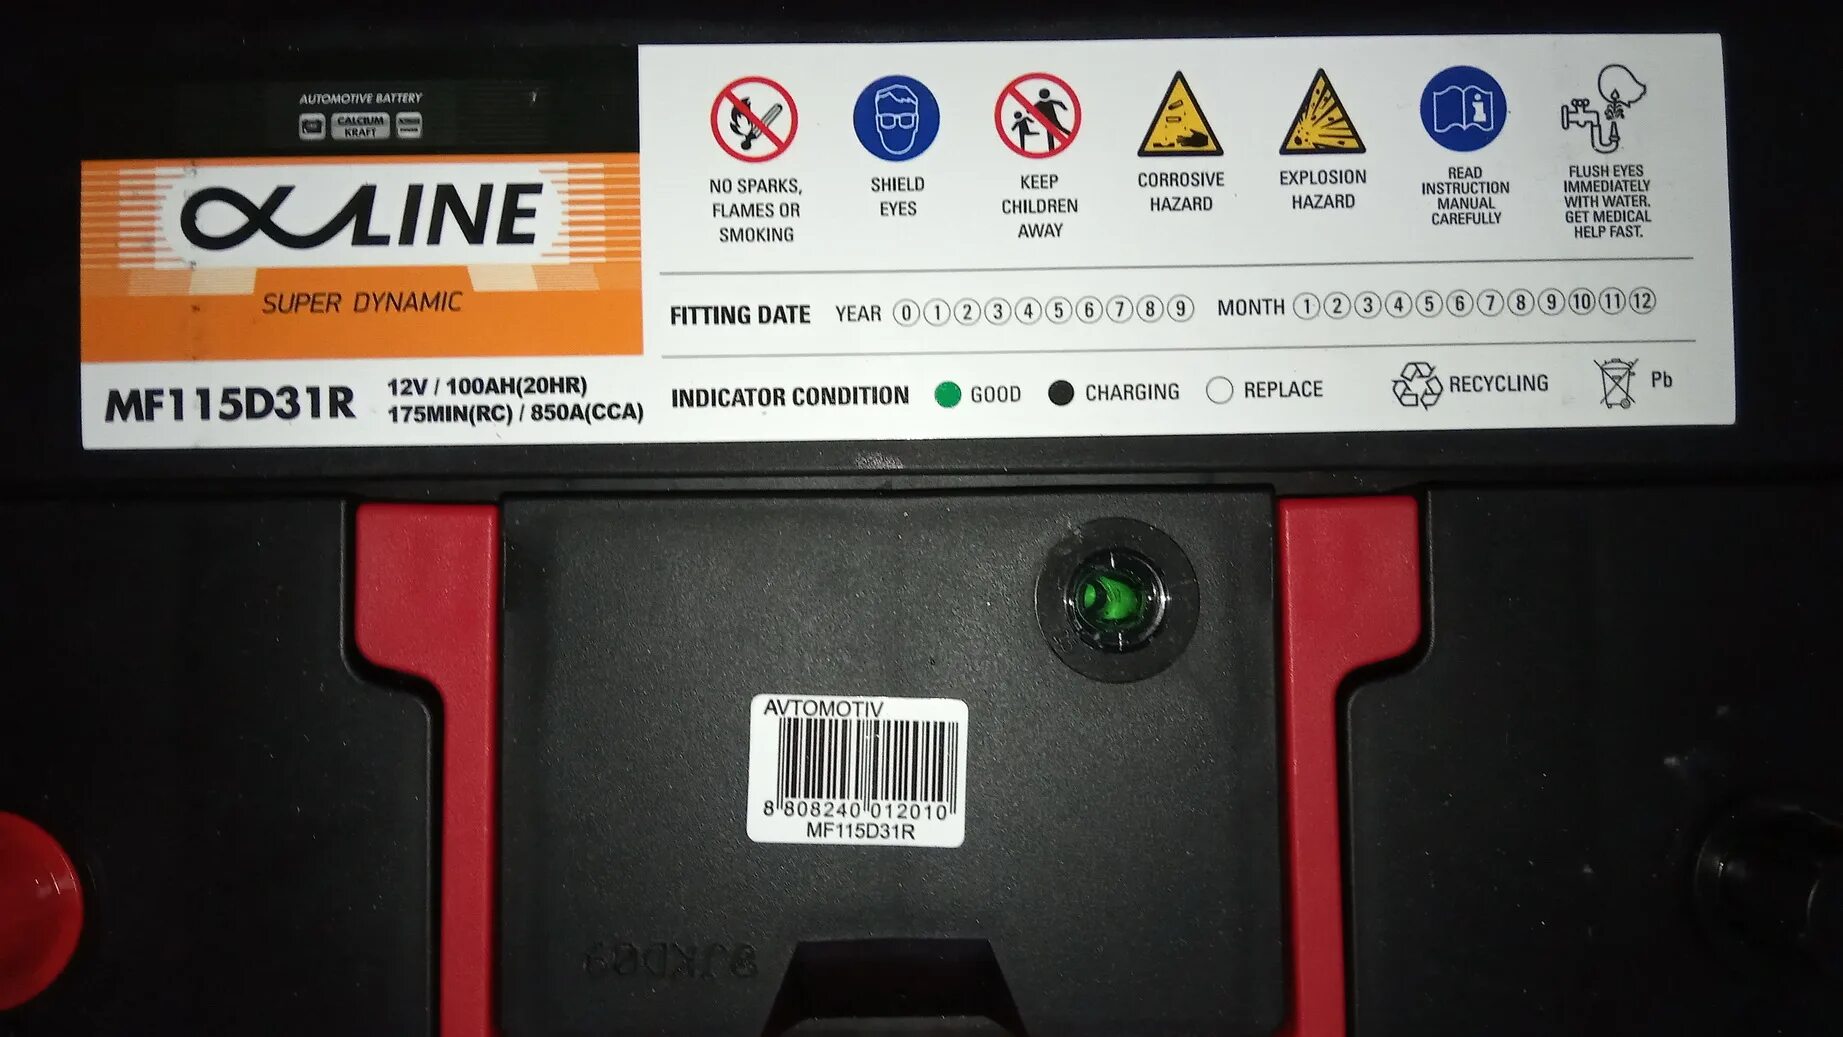 AUTOMOTIVE BATTERY
CALCIUM
KRAFT
αLINE
SUPER DYNAMIC
MF115D31R
12V / 100AH(20HR)
175MIN(RC) / 850A(CCA)
NO SPARKS,
FLAMES OR
SMOKING
SHIELD
EYES
KEEP
CHILDREN
AWAY
CORROSIVE
HAZARD
EXPLOSION
HAZARD
READ
INSTRUCTION
MANUAL
CAREFULLY
FLUSH EYES
IMMEDIATELY
WITH WATER.
GET MEDICAL
HELP FAST.
FITTING DATE YEAR 0 1 2 3 4 5 6 7 8 9 MONTH 1 2 3 4 5 6 7 8 9 10 11 12
INDICATOR CONDITION GOOD CHARGING REPLACE RECYCLING Pb
AVTOMOTIV
8 808240 012010
MF115D31R